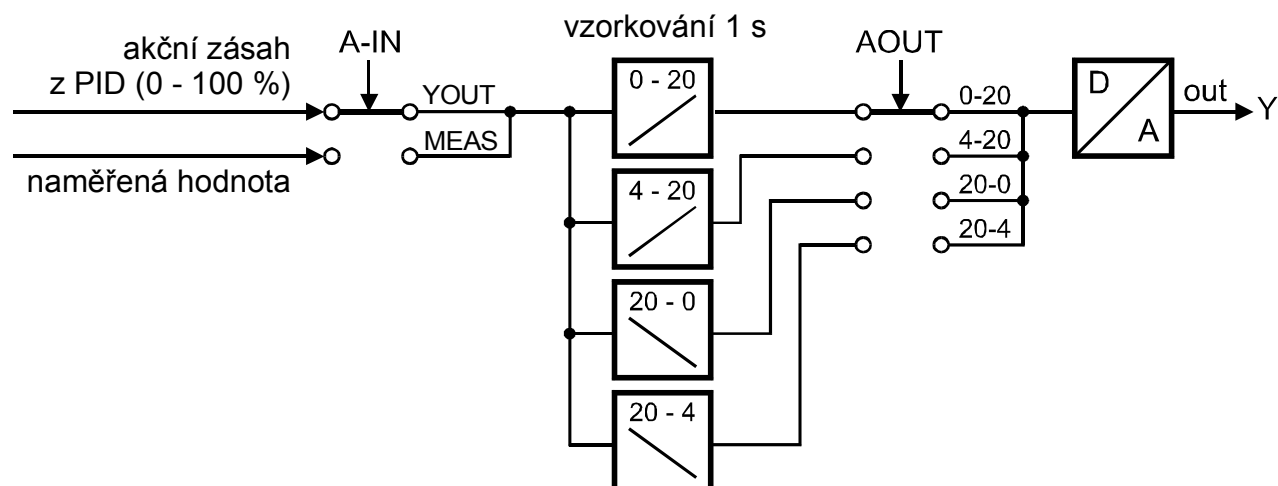 vzorkování 1 s
akční zásah
z PID (0 - 100 %)
A-IN
AOUT
YOUT
MEAS
naměřená hodnota
0 - 20
4 - 20
20 - 0
20 - 4
0-20
4-20
20-0
20-4
D
A
out
Y